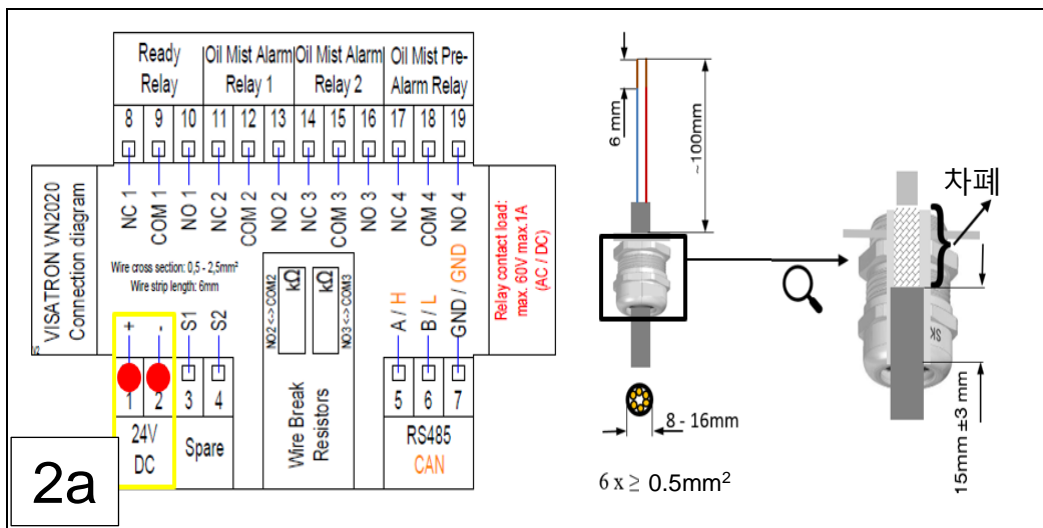 Ready Relay
Oil Mist Alarm Relay 1
Oil Mist Alarm Relay 2
Oil Mist Pre-Alarm Relay
8 9 10 11 12 13 14 15 16 17 18 19
NC 1
COM 1
NO 1
NC 2
COM 2
NO 2
NC 3
COM 3
NO 3
NC 4
COM 4
NO 4
VISATRON VN2020
Connection diagram
Wire cross section: 0,5 - 2,5mm²
Wire strip length: 6mm
+
-
S1
S2
NO2 <->COM2
kΩ
kΩ
NO3 <->COM3
Wire Break
Resistors
A / H
B / L
GND / GND
Relay contact load:
max. 60V max.1A
(AC / DC)
1 2 3 4
5 6 7
24V
DC
Spare
RS485
CAN
2a
6 mm
~100mm
8 - 16mm
6 x ≥ 0.5mm²
차폐
SK
15mm ±3 mm